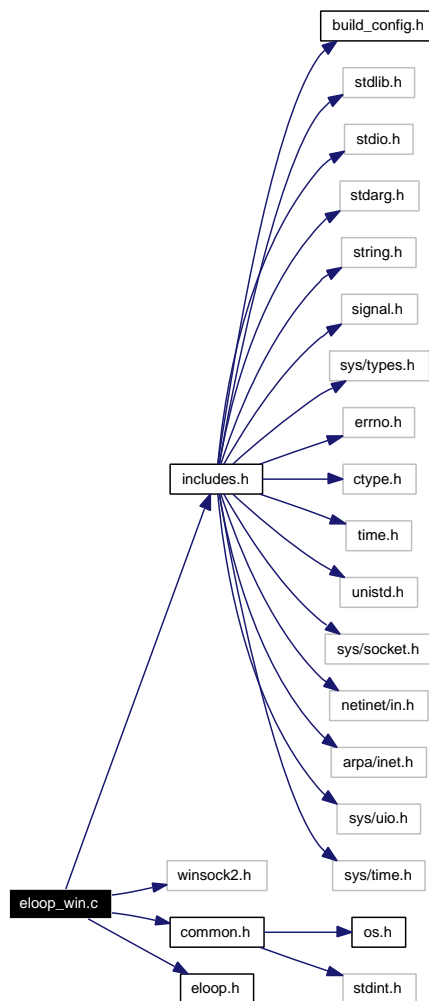 build_config.h
stdlib.h
stdio.h
stdarg.h
string.h
signal.h
sys/types.h
errno.h
includes.h
ctype.h
time.h
unistd.h
sys/socket.h
netinet/in.h
arpa/inet.h
sys/uio.h
winsock2.h
sys/time.h
eloop_win.c
common.h
os.h
eloop.h
stdint.h